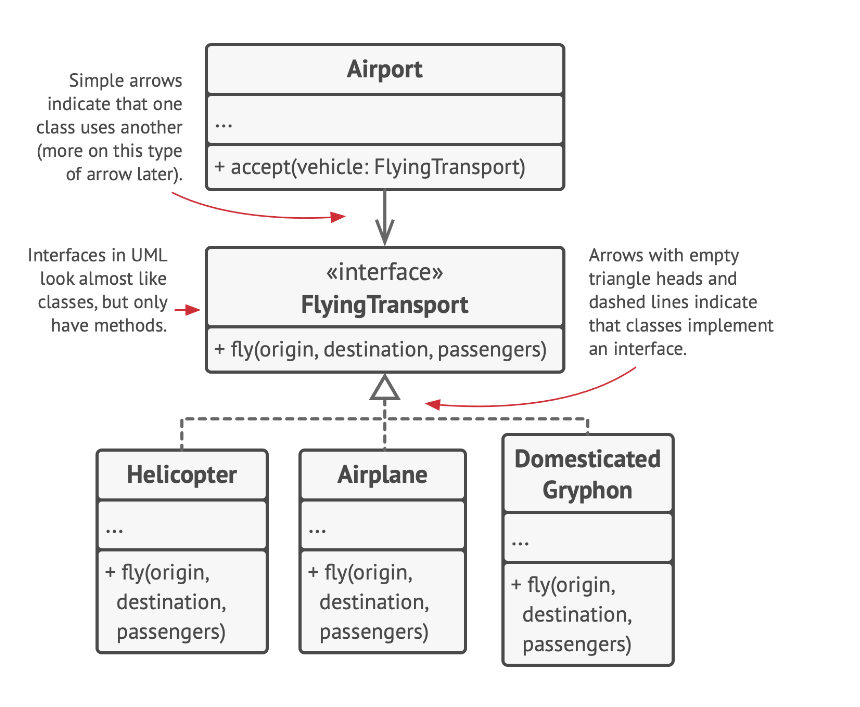 Airport
...
+ accept(vehicle: FlyingTransport)
Simple arrows
indicate that one
class uses another
(more on this type
of arrow later).
Interfaces in UML
look almost like
classes, but only
have methods.
«interface»
FlyingTransport
+ fly(origin, destination, passengers)
Arrows with empty
triangle heads and
dashed lines indicate
that classes implement
an interface.
Helicopter
...
+ fly(origin,
destination,
passengers)
Airplane
...
+ fly(origin,
destination,
passengers)
Domesticated
Gryphon
...
+ fly(origin,
destination,
passengers)